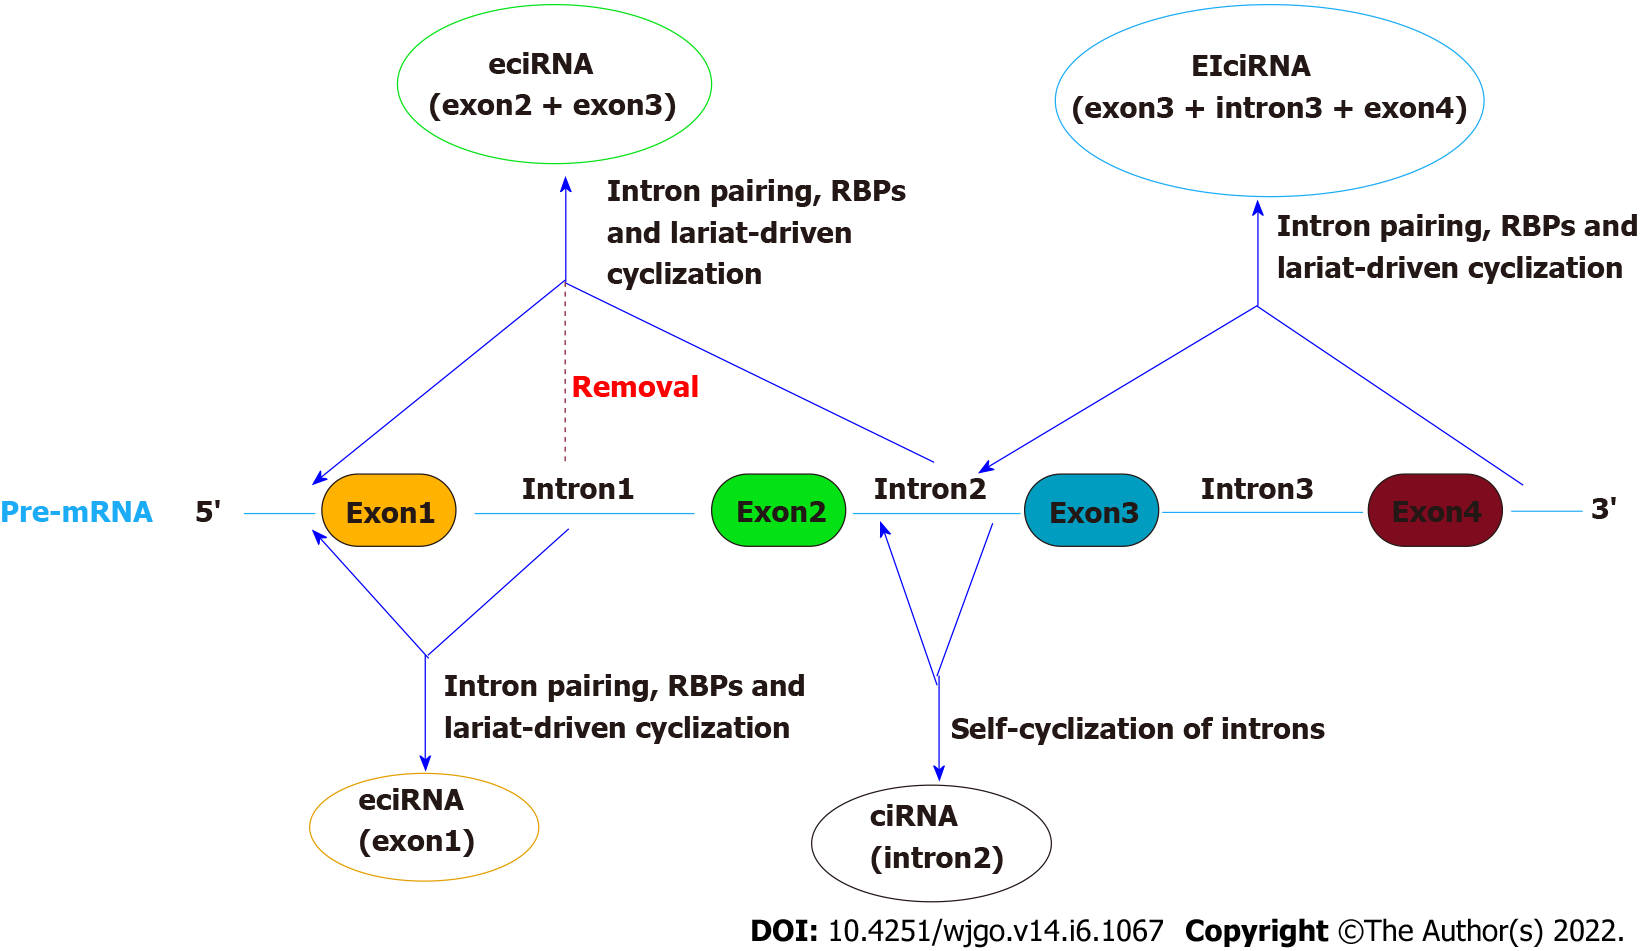 eciRNA
(exon2 + exon3)
EIciRNA
(exon3 + intron3 + exon4)
Intron pairing, RBPs
and lariat-driven
cyclization
Intron pairing, RBPs and
lariat-driven cyclization
Removal
Pre-mRNA 5' Exon1 Intron1 Exon2 Intron2 Exon3 Intron3 Exon4 3'
Intron pairing, RBPs and
lariat-driven cyclization
Self-cyclization of introns
eciRNA
(exon1)
ciRNA
(intron2)
DOI: 10.4251/wjgo.v14.i6.1067 Copyright ©The Author(s) 2022.